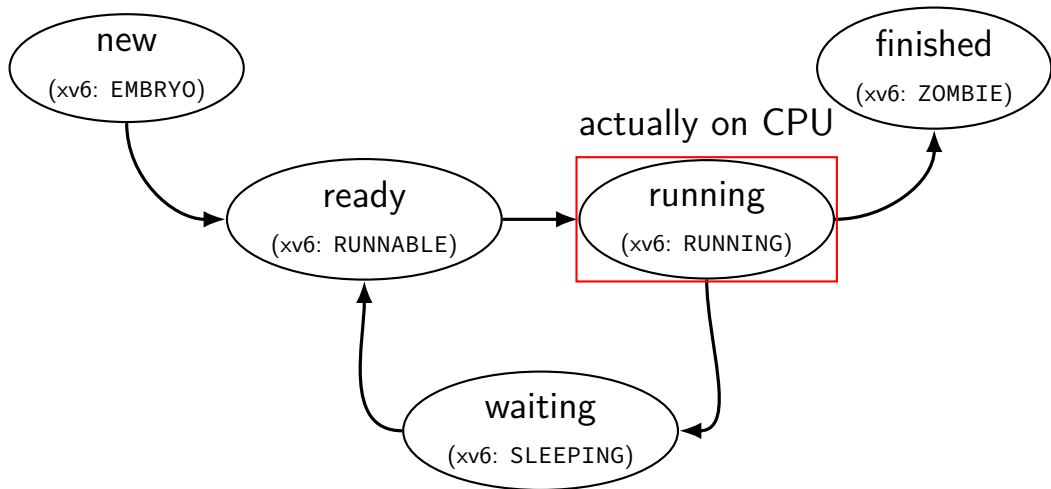 new
(xv6: EMBRYO)
finished
(xv6: ZOMBIE)
actually on CPU
ready
(xv6: RUNNABLE)
running
(xv6: RUNNING)
waiting
(xv6: SLEEPING)